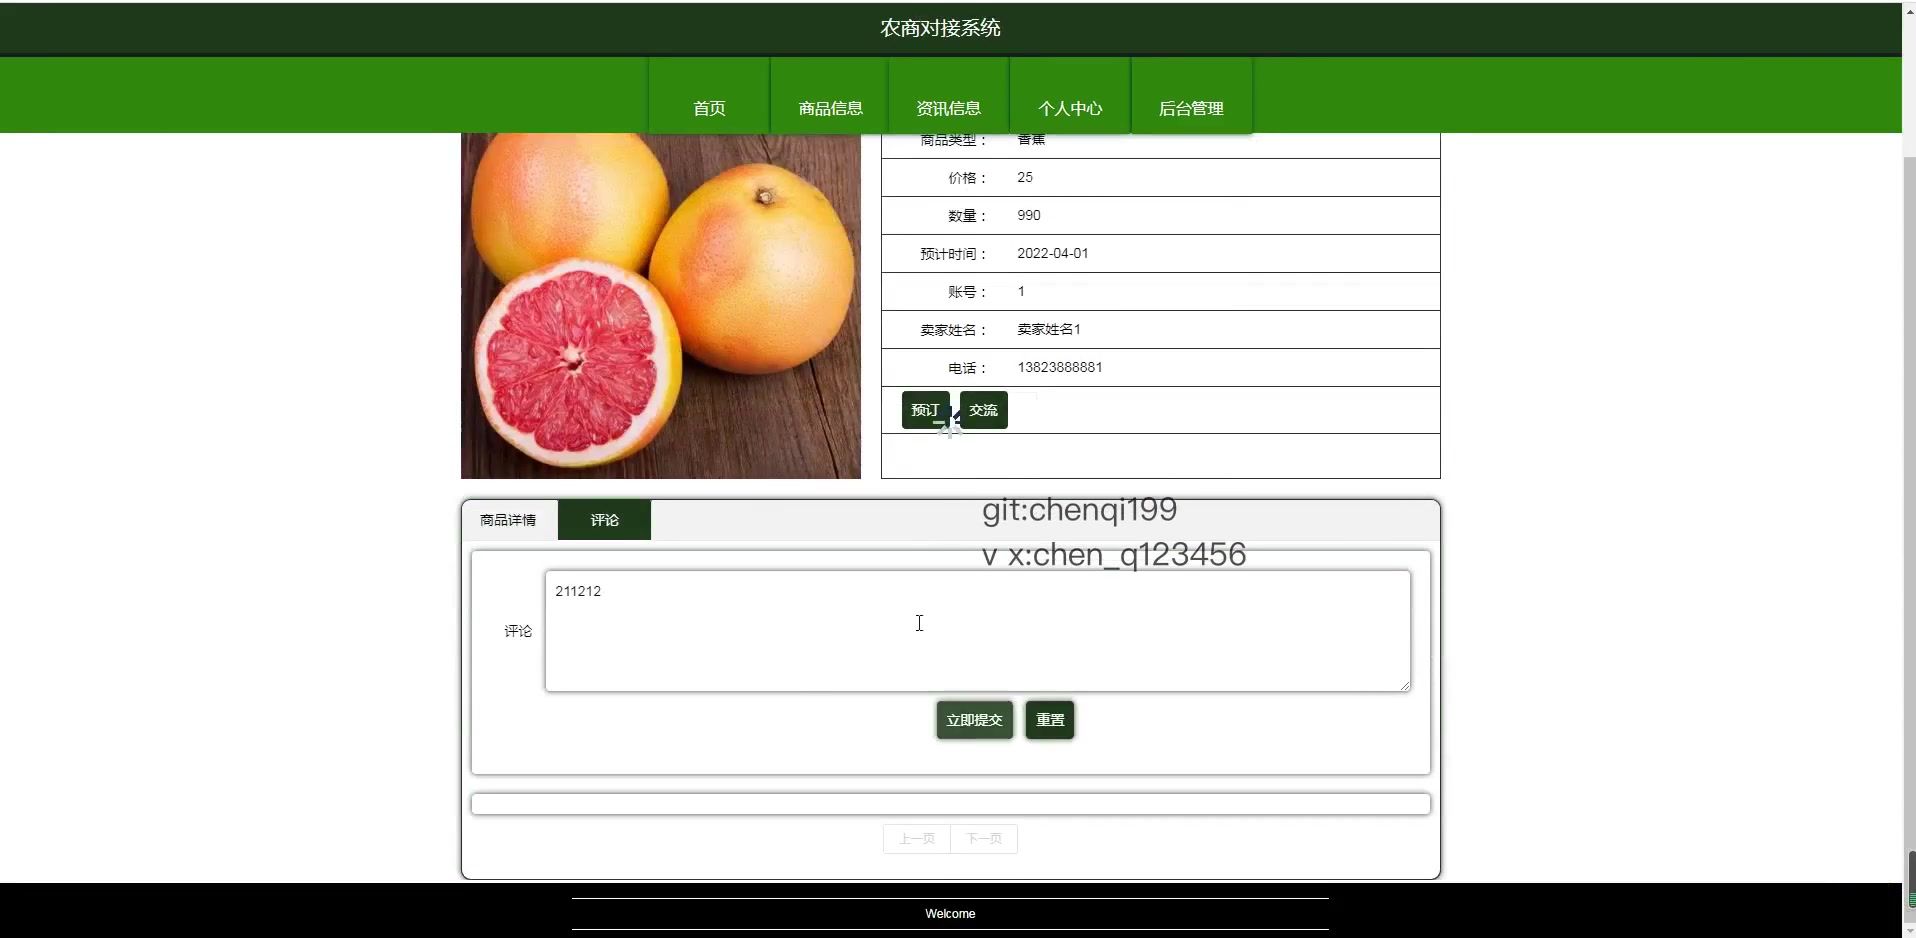 农商对接系统
首页
商品信息
资讯信息
个人中心
后台管理
商品类型： 香蕉
价格： 25
数量： 990
预计时间： 2022-04-01
账号： 1
卖家姓名： 卖家姓名1
电话： 13823888881
预订
交流
git:chenqi199
商品详情
评论
v x:chen_q123456
211212
评论
立即提交
重置
上一页
下一页
Welcome